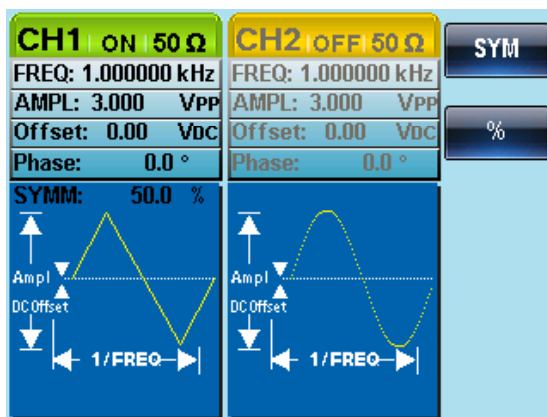 CH1 ON 50 Ω
FREQ: 1.000000 kHz
AMPL: 3.000 VPP
Offset: 0.00 VDC
Phase: 0.0 °
SYMM: 50.0 %
Ampl
DC Offset
1/FREQ
CH2 OFF 50 Ω
FREQ: 1.000000 kHz
AMPL: 3.000 VPP
Offset: 0.00 VDC
Phase: 0.0 °
Ampl
DC Offset
1/FREQ
SYM
%